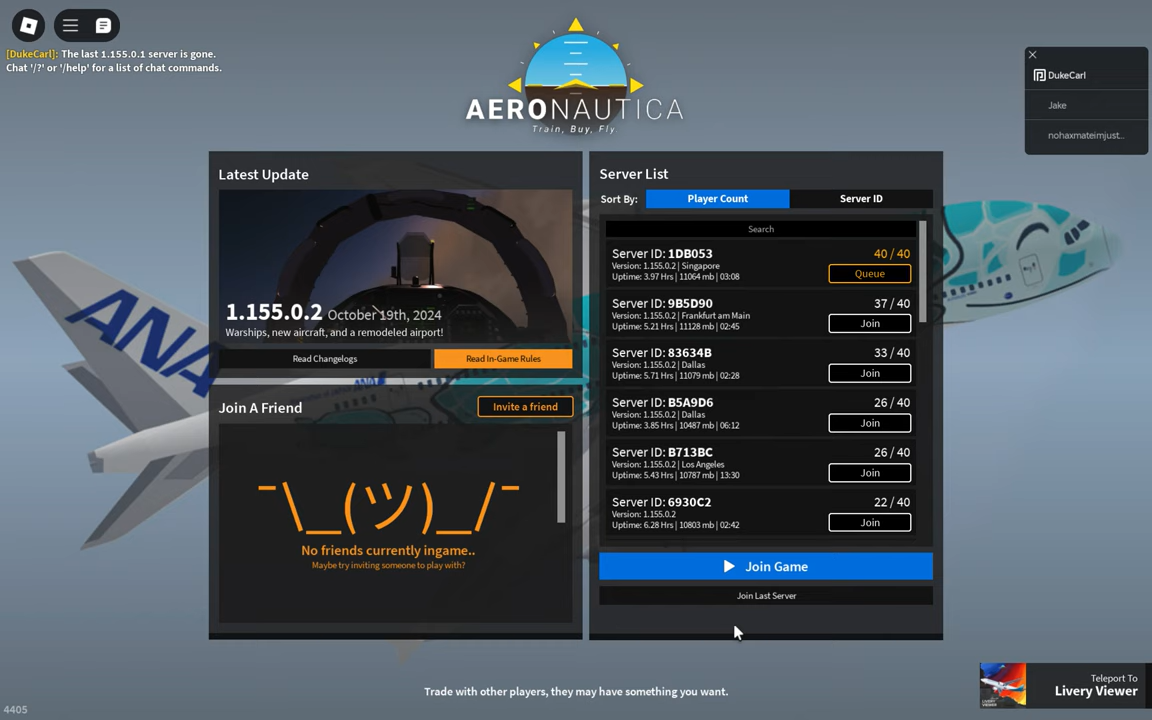 [DukeCarl]: The last 1.155.0.1 server is gone.
Chat '/?' or '/help' for a list of chat commands.
AERONAUTICA
Train, Buy, Fly.
DukeCarl
Jake
nohaxmateimjust...
Latest Update
1.155.0.2 October 19th, 2024
Warships, new aircraft, and a remodeled airport!
Read Changelogs
Read In-Game Rules
Join A Friend
Invite a friend
¯\_(ツ)_/¯
No friends currently ingame..
Maybe try inviting someone to play with?
Server List
Sort By:
Player Count
Server ID
Search
Server ID: 1DB053
40 / 40
Version: 1.155.0.2 | Singapore
Uptime: 3.97 Hrs | 11064 mb | 03:08
Queue
Server ID: 9B5D90
37 / 40
Version: 1.155.0.2 | Frankfurt am Main
Uptime: 5.21 Hrs | 11128 mb | 02:45
Join
Server ID: 83634B
33 / 40
Version: 1.155.0.2 | Dallas
Uptime: 5.71 Hrs | 11079 mb | 02:28
Join
Server ID: B5A9D6
26 / 40
Version: 1.155.0.2 | Dallas
Uptime: 3.85 Hrs | 10487 mb | 06:12
Join
Server ID: B713BC
26 / 40
Version: 1.155.0.2 | Los Angeles
Uptime: 5.43 Hrs | 10787 mb | 13:30
Join
Server ID: 6930C2
22 / 40
Version: 1.155.0.2
Uptime: 6.28 Hrs | 10803 mb | 02:42
Join
Join Game
Join Last Server
ANA
Trade with other players, they may have something you want.
Teleport To
Livery Viewer
LIVERY
VIEWER
4405